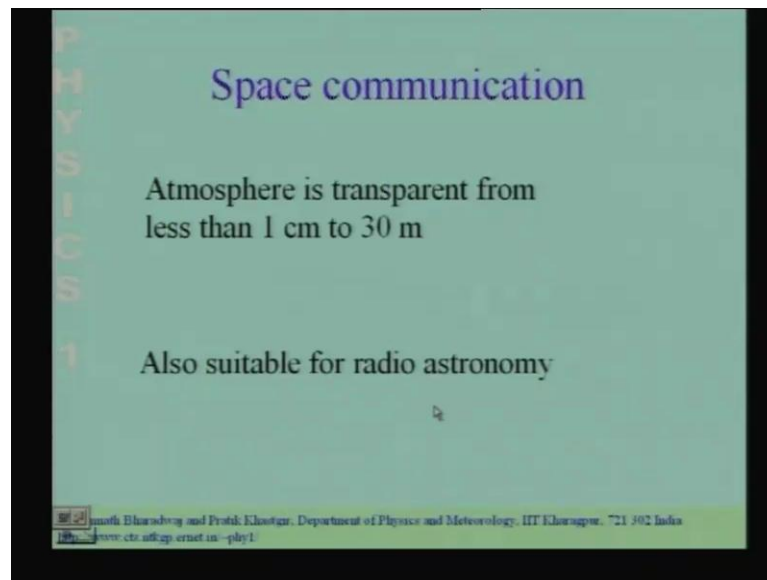 PHYSICS 1
Space communication
Atmosphere is transparent from
less than 1 cm to 30 m
Also suitable for radio astronomy
Bharadwaj and Pratik Khastgir, Department of Physics and Meteorology, IIT Kharagpur, 721 302 India